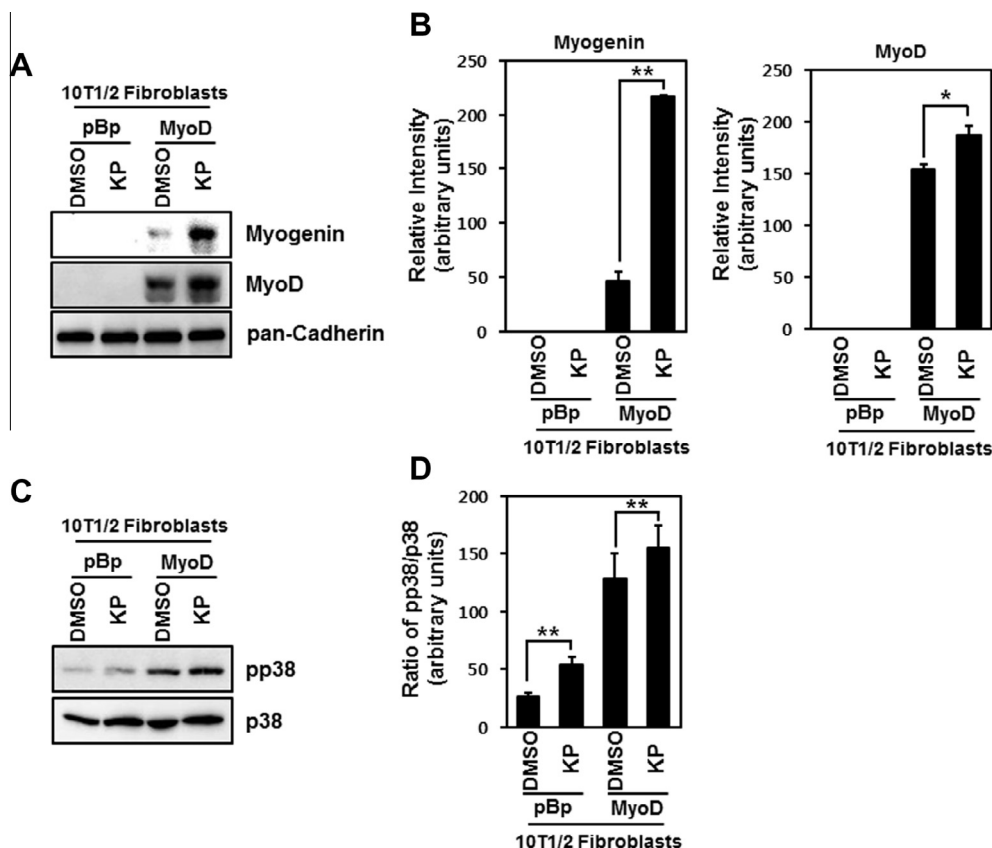 A
10T1/2 Fibroblasts
pBp MyoD
DMSO KP DMSO KP
Myogenin
MyoD
pan-Cadherin
B
Myogenin
Relative Intensity
(arbitrary units)
250
200
150
100
50
0
**
DMSO KP DMSO KP
pBp MyoD
10T1/2 Fibroblasts
MyoD
Relative Intensity
(arbitrary units)
250
200
150
100
50
0
*
DMSO KP DMSO KP
pBp MyoD
10T1/2 Fibroblasts
C
10T1/2 Fibroblasts
pBp MyoD
DMSO KP DMSO KP
pp38
p38
D
Ratio of pp38/p38
(arbitrary units)
200
150
100
50
0
** **
DMSO KP DMSO KP
pBp MyoD
10T1/2 Fibroblasts